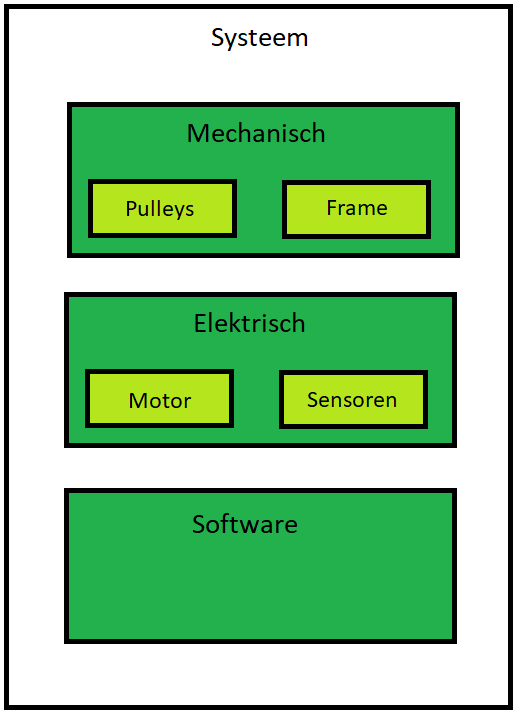 Systeem
Mechanisch
Pulleys
Frame
Elektrisch
Motor
Sensoren
Software